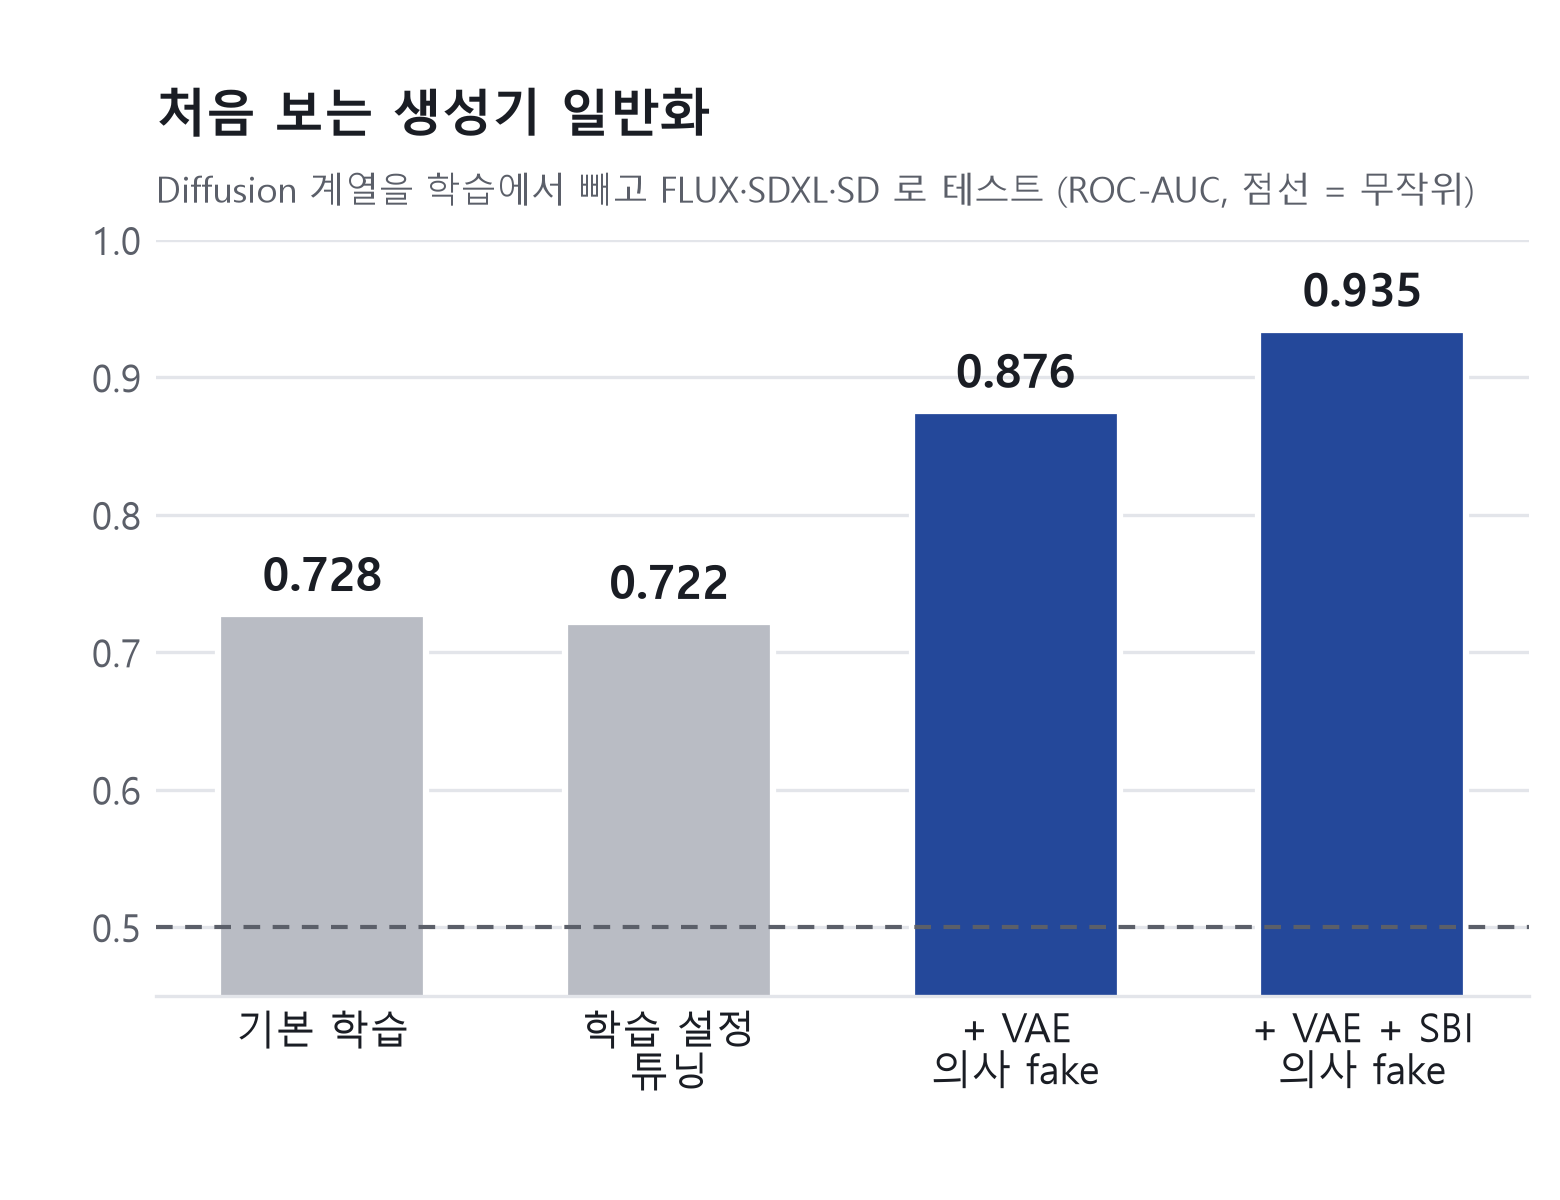 처음 보는 생성기 일반화
Diffusion 계열을 학습에서 빼고 FLUX·SDXL·SD 로 테스트 (ROC-AUC, 점선 = 무작위)
1.0
0.9
0.8
0.7
0.6
0.5
0.728
0.722
0.876
0.935
기본 학습
학습 설정
튜닝
+ VAE
의사 fake
+ VAE + SBI
의사 fake